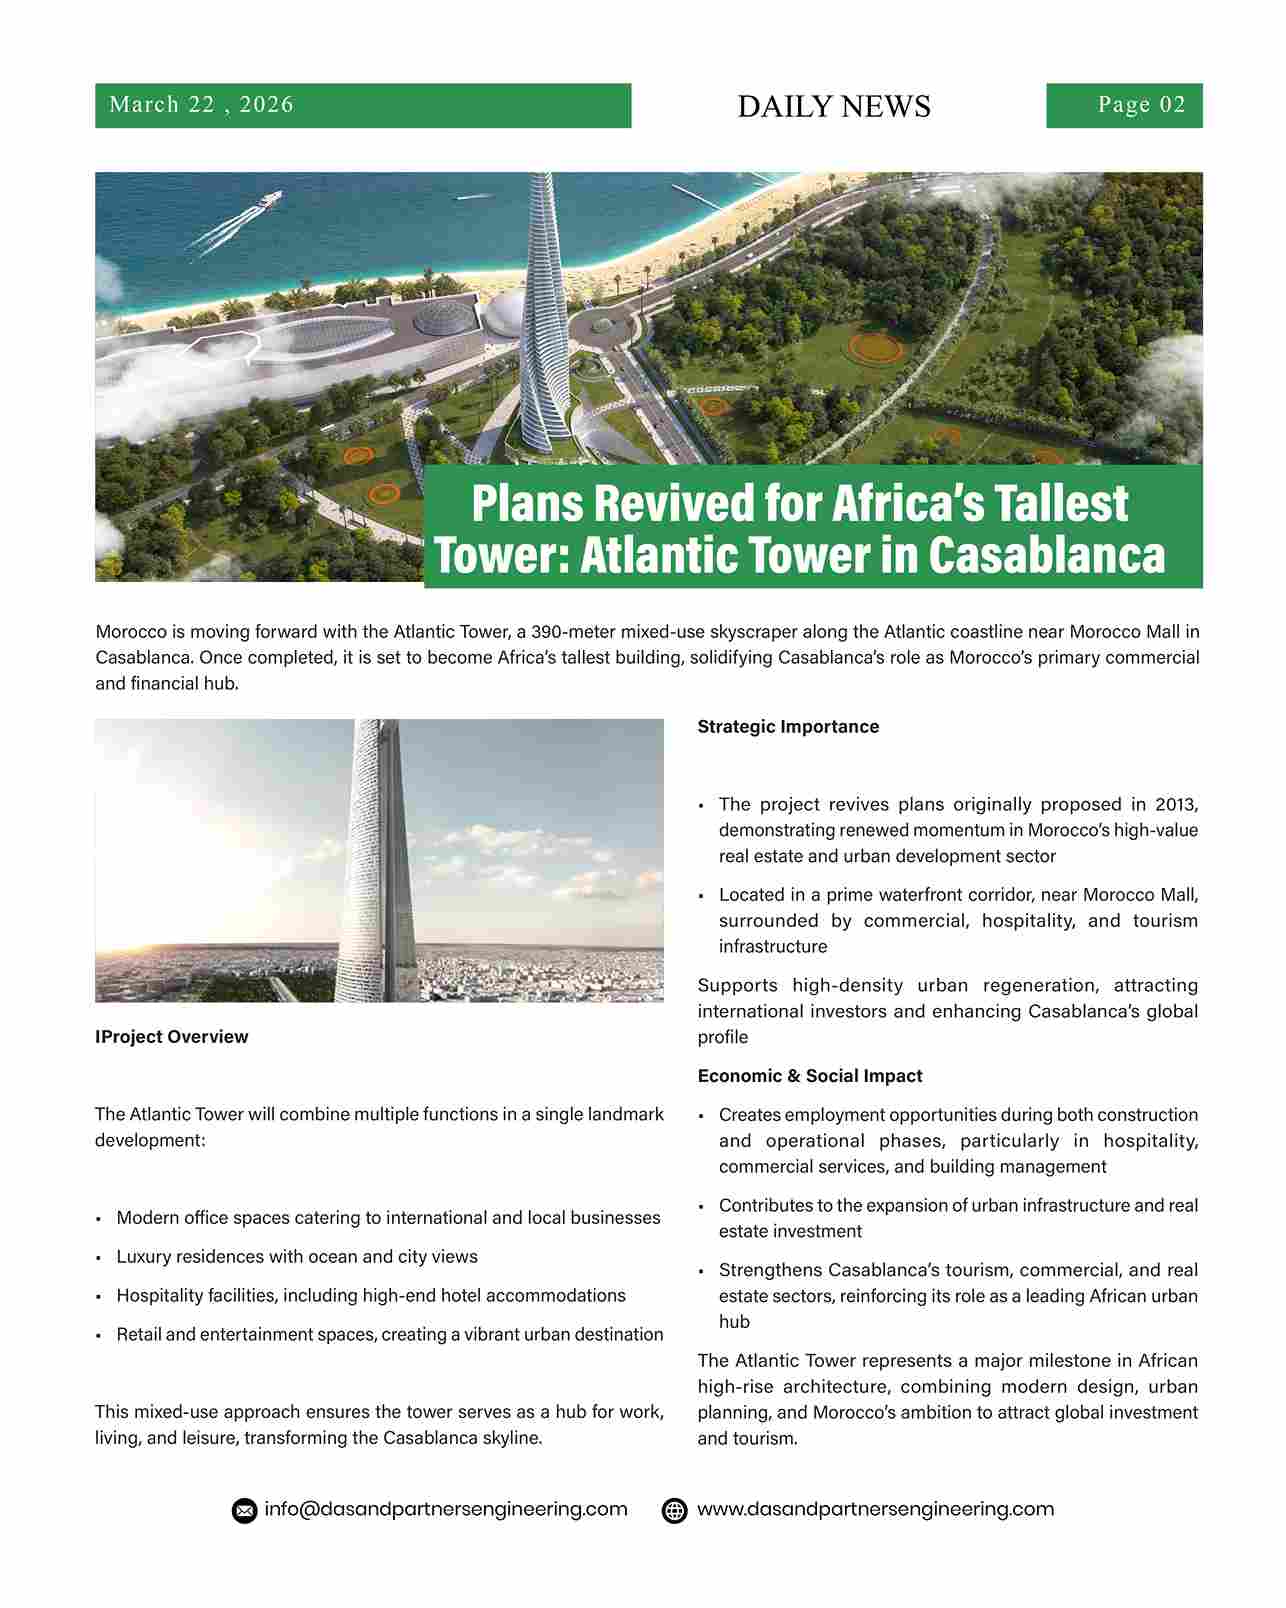 March 22 , 2026
DAILY NEWS
Page 02
Plans Revived for Africa's Tallest
Tower: Atlantic Tower in Casablanca
Morocco is moving forward with the Atlantic Tower, a 390-meter mixed-use skyscraper along the Atlantic coastline near Morocco Mall in
Casablanca. Once completed, it is set to become Africa's tallest building, solidifying Casablanca's role as Morocco's primary commercial
and financial hub.
IProject Overview
The Atlantic Tower will combine multiple functions in a single landmark
development:
• Modern office spaces catering to international and local businesses
• Luxury residences with ocean and city views
• Hospitality facilities, including high-end hotel accommodations
• Retail and entertainment spaces, creating a vibrant urban destination
This mixed-use approach ensures the tower serves as a hub for work,
living, and leisure, transforming the Casablanca skyline.
Strategic Importance
• The project revives plans originally proposed in 2013,
demonstrating renewed momentum in Morocco's high-value
real estate and urban development sector
• Located in a prime waterfront corridor, near Morocco Mall,
surrounded by commercial, hospitality, and tourism
infrastructure
Supports high-density urban regeneration, attracting
international investors and enhancing Casablanca's global
profile
Economic & Social Impact
• Creates employment opportunities during both construction
and operational phases, particularly in hospitality,
commercial services, and building management
• Contributes to the expansion of urban infrastructure and real
estate investment
• Strengthens Casablanca's tourism, commercial, and real
estate sectors, reinforcing its role as a leading African urban
hub
The Atlantic Tower represents a major milestone in African
high-rise architecture, combining modern design, urban
planning, and Morocco's ambition to attract global investment
and tourism.
info@dasandpartnersengineering.com
www.dasandpartnersengineering.com